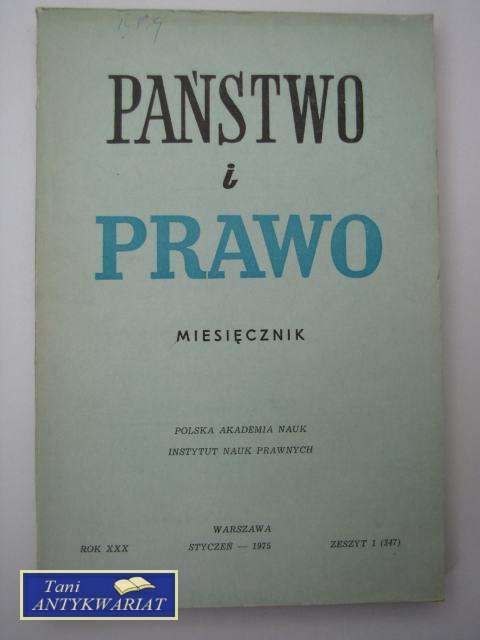 PAŃSTWO
i
PRAWO
MIESIĘCZNIK
POLSKA AKADEMIA NAUK
INSTYTUT NAUK PRAWNYCH
WARSZAWA
ROK XXX STYCZEŃ — 1975 ZESZYT 1 (347)
Tani
ANTYKWARIAT